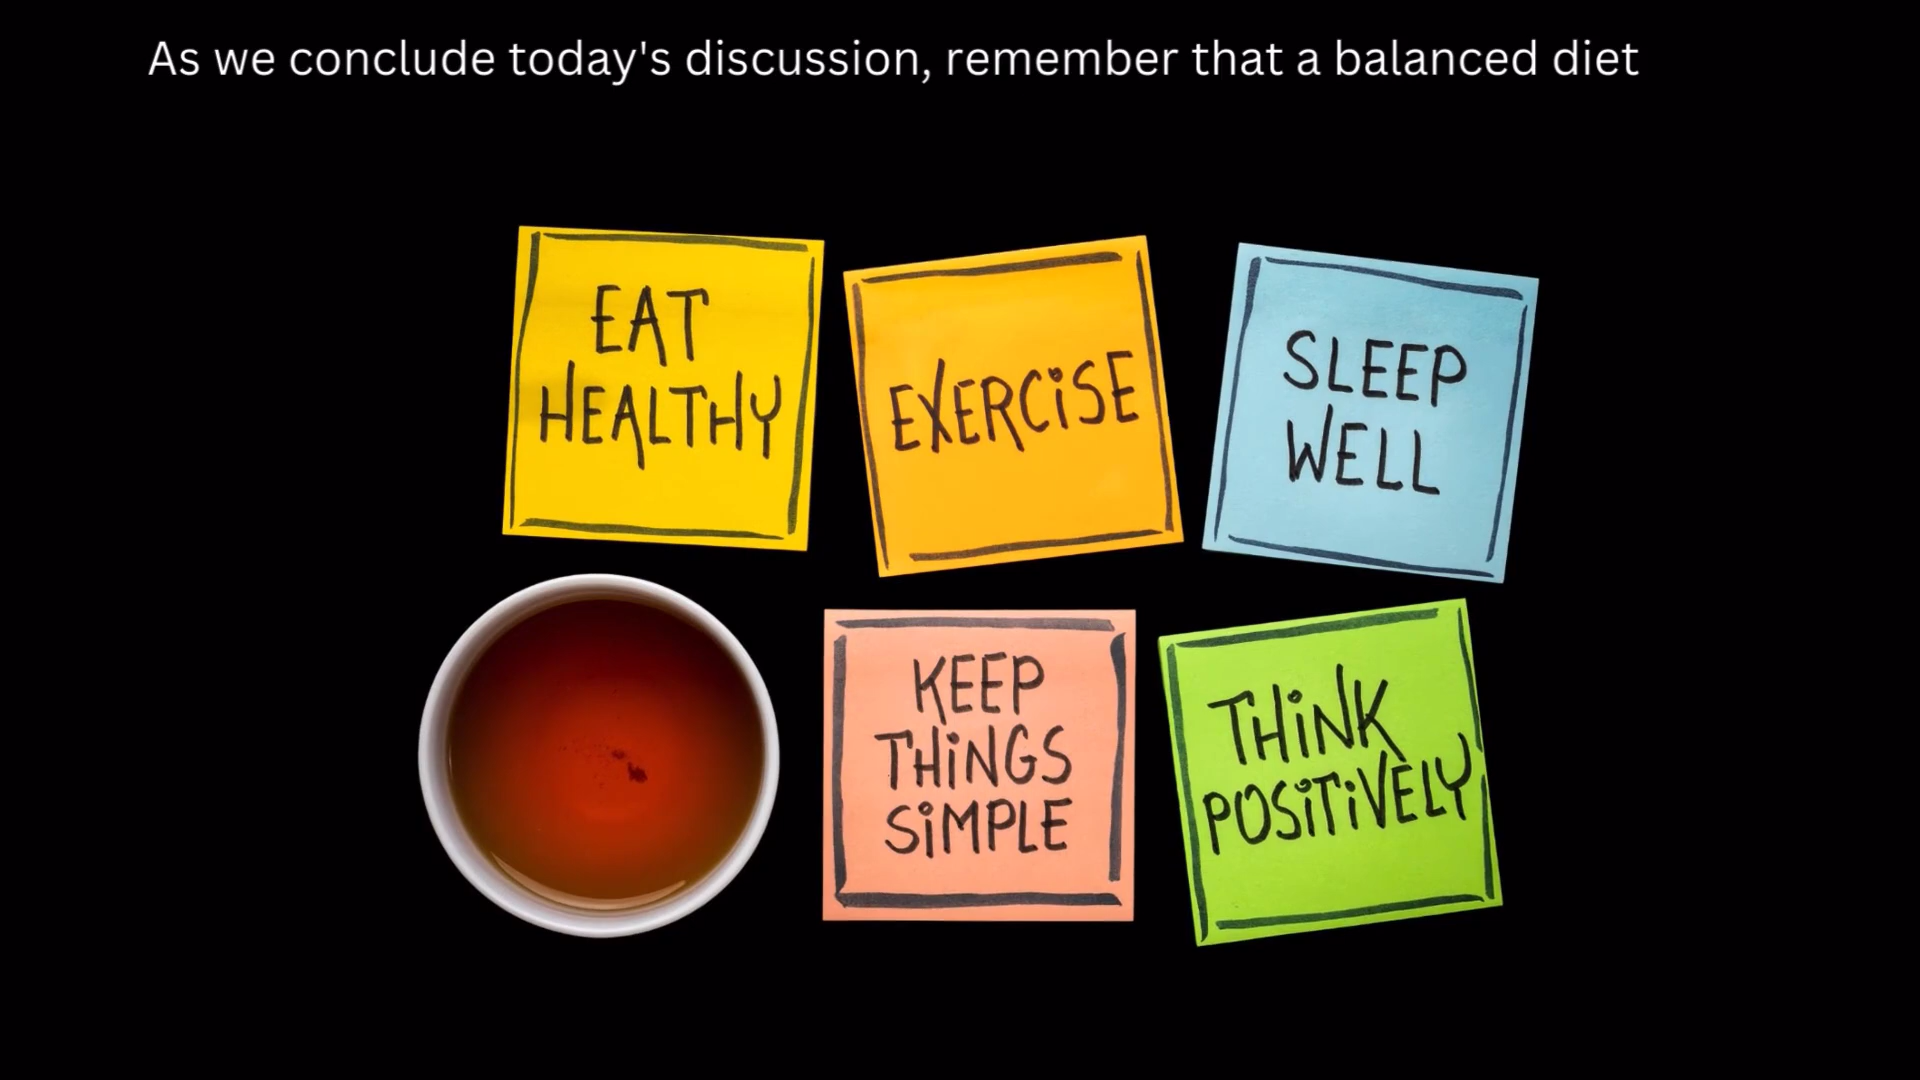 As we conclude today's discussion, remember that a balanced diet
EAT
HEALTHY
EXERCiSE
SLEEP
WELL
KEEP
THiNGS
SiMPLE
THiNK
POSiTiVELY